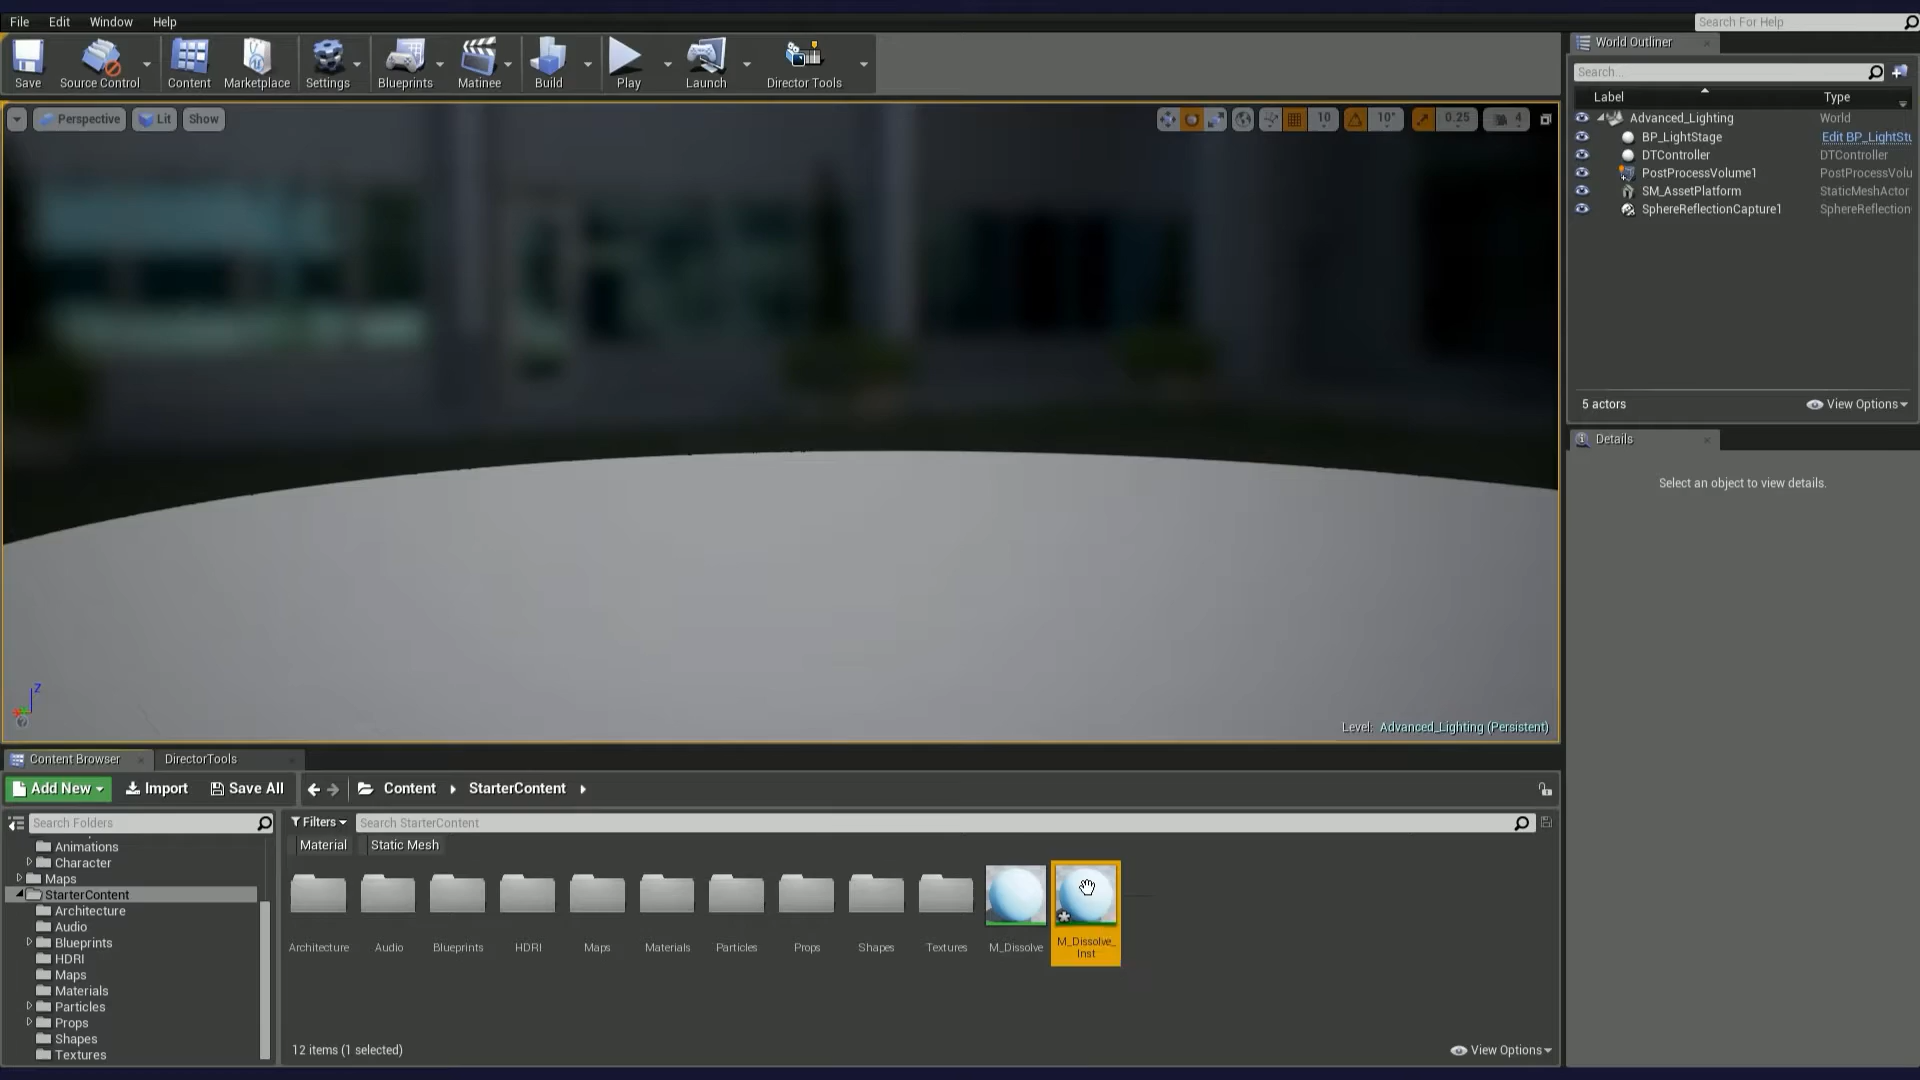 File Edit Window Help
Search For Help
Save Source Control Content Marketplace Settings Blueprints Matinee Build Play Launch Director Tools
World Outliner
Search...
Label Type
Advanced_Lighting World
BP_LightStage Edit BP_LightStu
DTController DTController
PostProcessVolume1 PostProcessVolu
SM_AssetPlatform StaticMeshActor
SphereReflectionCapture1 SphereReflection
5 actors View Options
Details
Select an object to view details.
Perspective Lit Show 10 10° 0.25 4
Z
Level: Advanced_Lighting (Persistent)
Content Browser DirectorTools
Add New Import Save All Content StarterContent
Search Folders
Animations
Character
Maps
StarterContent
Architecture
Audio
Blueprints
HDRI
Maps
Materials
Particles
Props
Shapes
Textures
Filters Search StarterContent
Material Static Mesh
Architecture Audio Blueprints HDRI Maps Materials Particles Props Shapes Textures M_Dissolve M_Dissolve_
Inst
12 items (1 selected) View Options